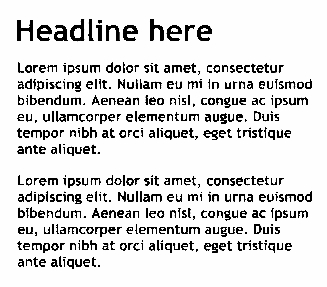 Headline here
Lorem ipsum dolor sit amet, consectetur
adipiscing elit. Nullam eu mi in urna euismod
bibendum. Aenean leo nisl, congue ac ipsum
eu, ullamcorper elementum augue. Duis
tempor nibh at orci aliquet, eget tristique
ante aliquet.
Lorem ipsum dolor sit amet, consectetur
adipiscing elit. Nullam eu mi in urna euismod
bibendum. Aenean leo nisl, congue ac ipsum
eu, ullamcorper elementum augue. Duis
tempor nibh at orci aliquet, eget tristique
ante aliquet.